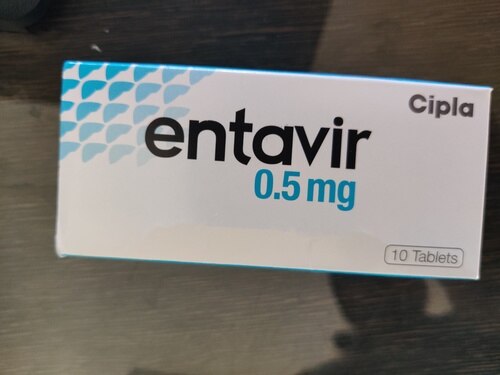 Cipla
entavir
0.5 mg
10 Tablets